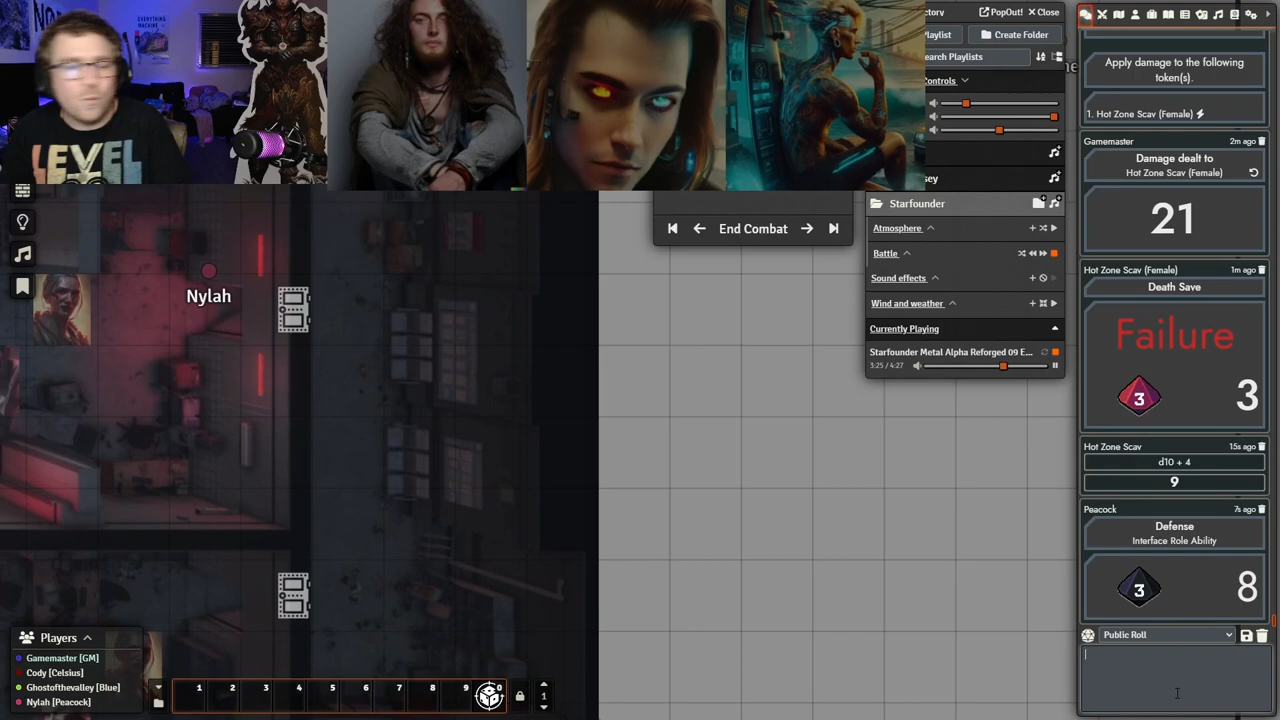 EVERYTHING
MACHINE
LEVEL
PopOut!
Close
Create Folder
Apply damage to the following
token(s).
1. Hot Zone Scav (Female)
Gamemaster
2m ago
Damage dealt to
Hot Zone Scav (Female)
21
Hot Zone Scav (Female)
1m ago
Death Save
Failure
3
3
Hot Zone Scav
15s ago
d10 + 4
9
Peacock
7s ago
Defense
Interface Role Ability
3
8
Public Roll
End Combat
Starfounder
Atmosphere
Battle
Sound effects
Wind and weather
Currently Playing
Starfounder Metal Alpha Reforged 09 E...
3:25 / 4:27
Nylah
Players
Gamemaster [GM]
Cody [Celsius]
Ghostofthevalley [Blue]
Nylah [Peacock]
1
2
3
4
5
6
7
8
9
0
1